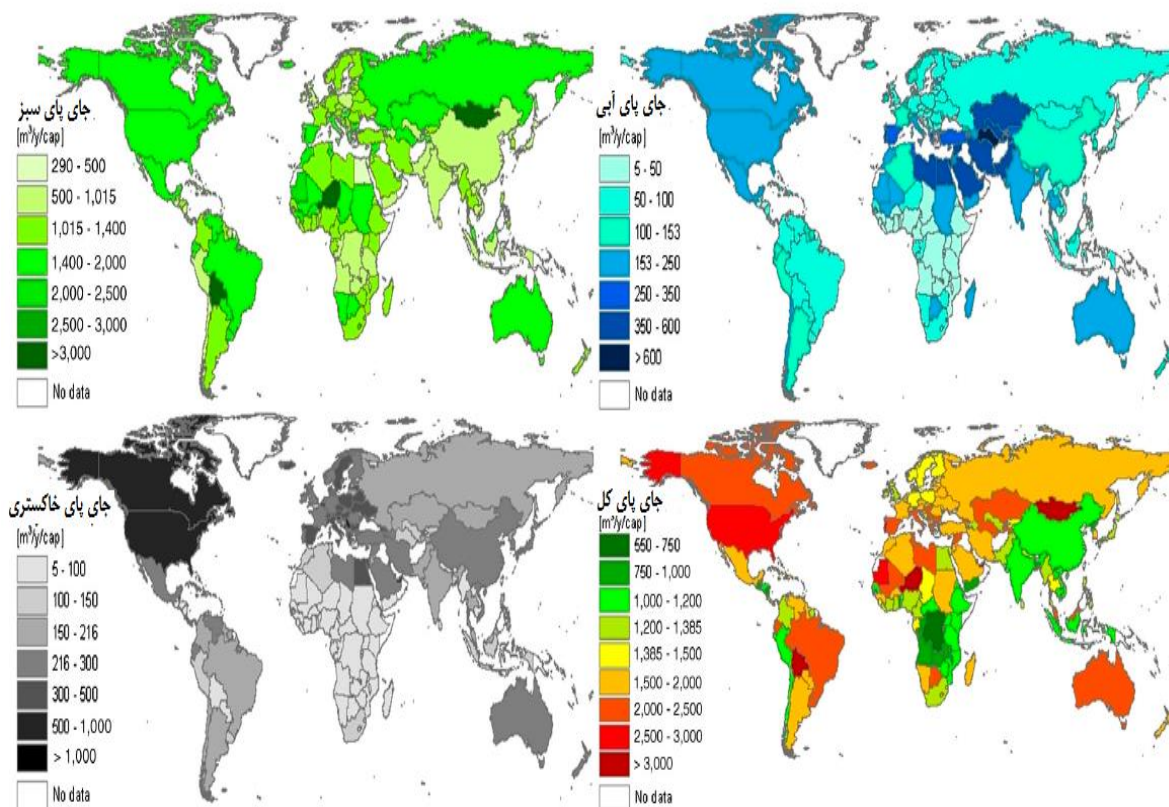 جای پای سبز
[m³/y/cap]
290 - 500
500 - 1,015
1,015 - 1,400
1,400 - 2,000
2,000 - 2,500
2,500 - 3,000
>3,000
No data
جای پای آبی
[m³/y/cap]
5 - 50
50 - 100
100 - 153
153 - 250
250 - 350
350 - 600
> 600
No data
جای پای خاکستری
[m³/y/cap]
5 - 100
100 - 150
150 - 216
216 - 300
300 - 500
500 - 1,000
> 1,000
No data
جای پای کل
[m³/y/cap]
550 - 750
750 - 1,000
1,000 - 1,200
1,200 - 1,385
1,385 - 1,500
1,500 - 2,000
2,000 - 2,500
2,500 - 3,000
> 3,000
No data